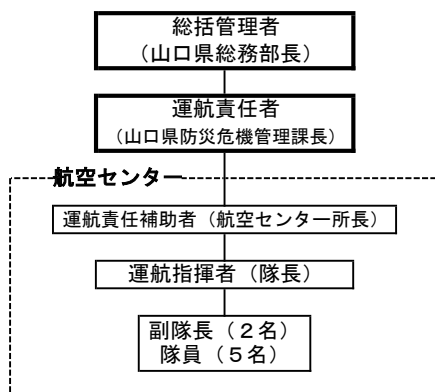 総括管理者
（山口県総務部長）
運航責任者
（山口県防災危機管理課長）
航空センター
運航責任補助者（航空センター所長）
運航指揮者（隊長）
副隊長（２名）
隊員（５名）